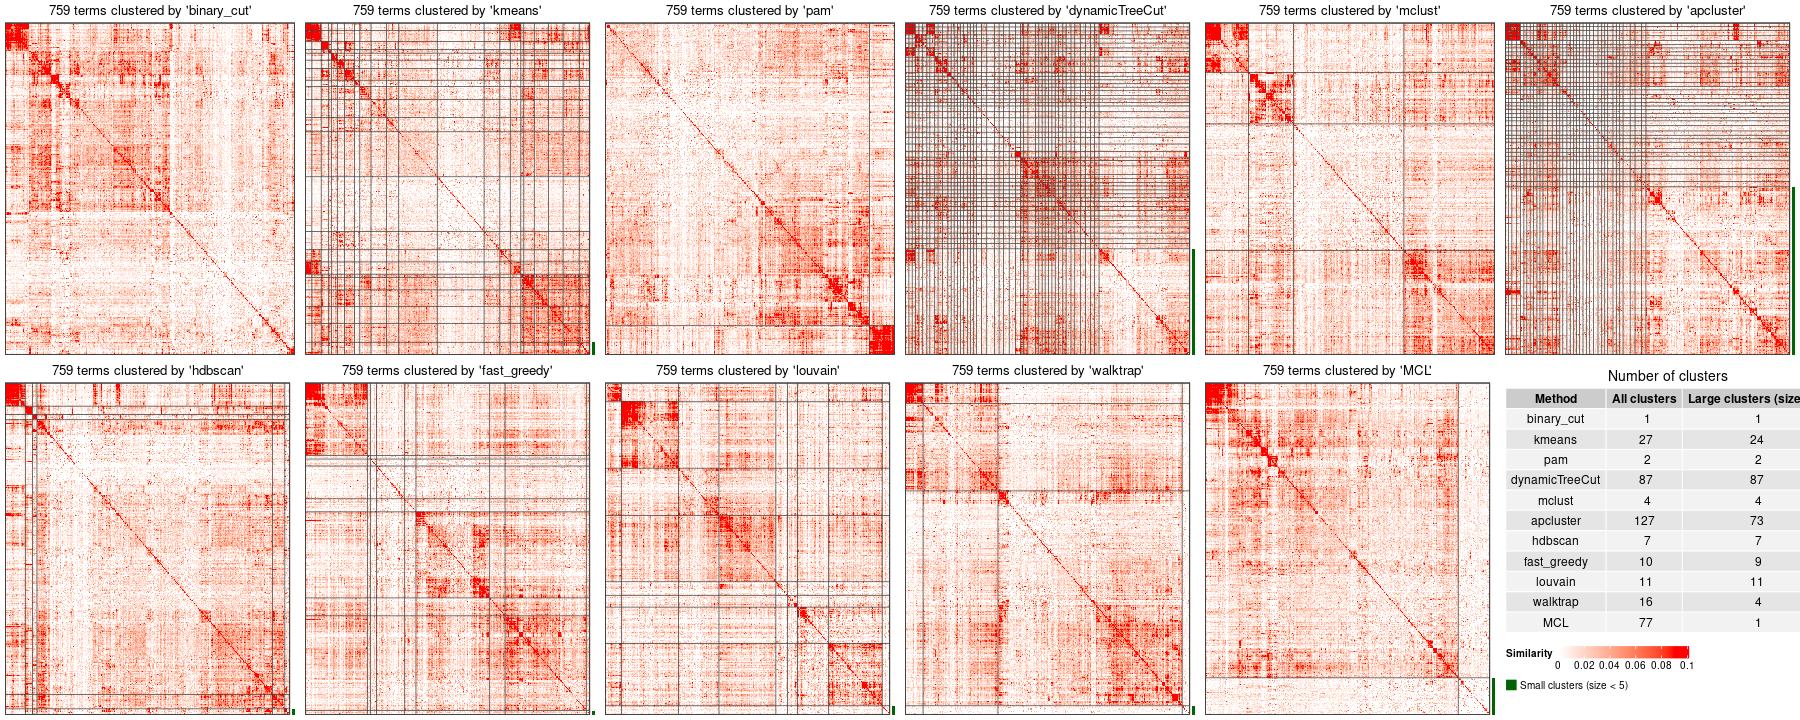 759 terms clustered by 'binary_cut'
759 terms clustered by 'kmeans'
759 terms clustered by 'pam'
759 terms clustered by 'dynamicTreeCut'
759 terms clustered by 'mclust'
759 terms clustered by 'apcluster'
759 terms clustered by 'hdbscan'
759 terms clustered by 'fast_greedy'
759 terms clustered by 'louvain'
759 terms clustered by 'walktrap'
759 terms clustered by 'MCL'
Number of clusters
Method All clusters Large clusters (size
binary_cut 1 1
kmeans 27 24
pam 2 2
dynamicTreeCut 87 87
mclust 4 4
apcluster 127 73
hdbscan 7 7
fast_greedy 10 9
louvain 11 11
walktrap 16 4
MCL 77 1
Similarity
0 0.02 0.04 0.06 0.08 0.1
Small clusters (size < 5)